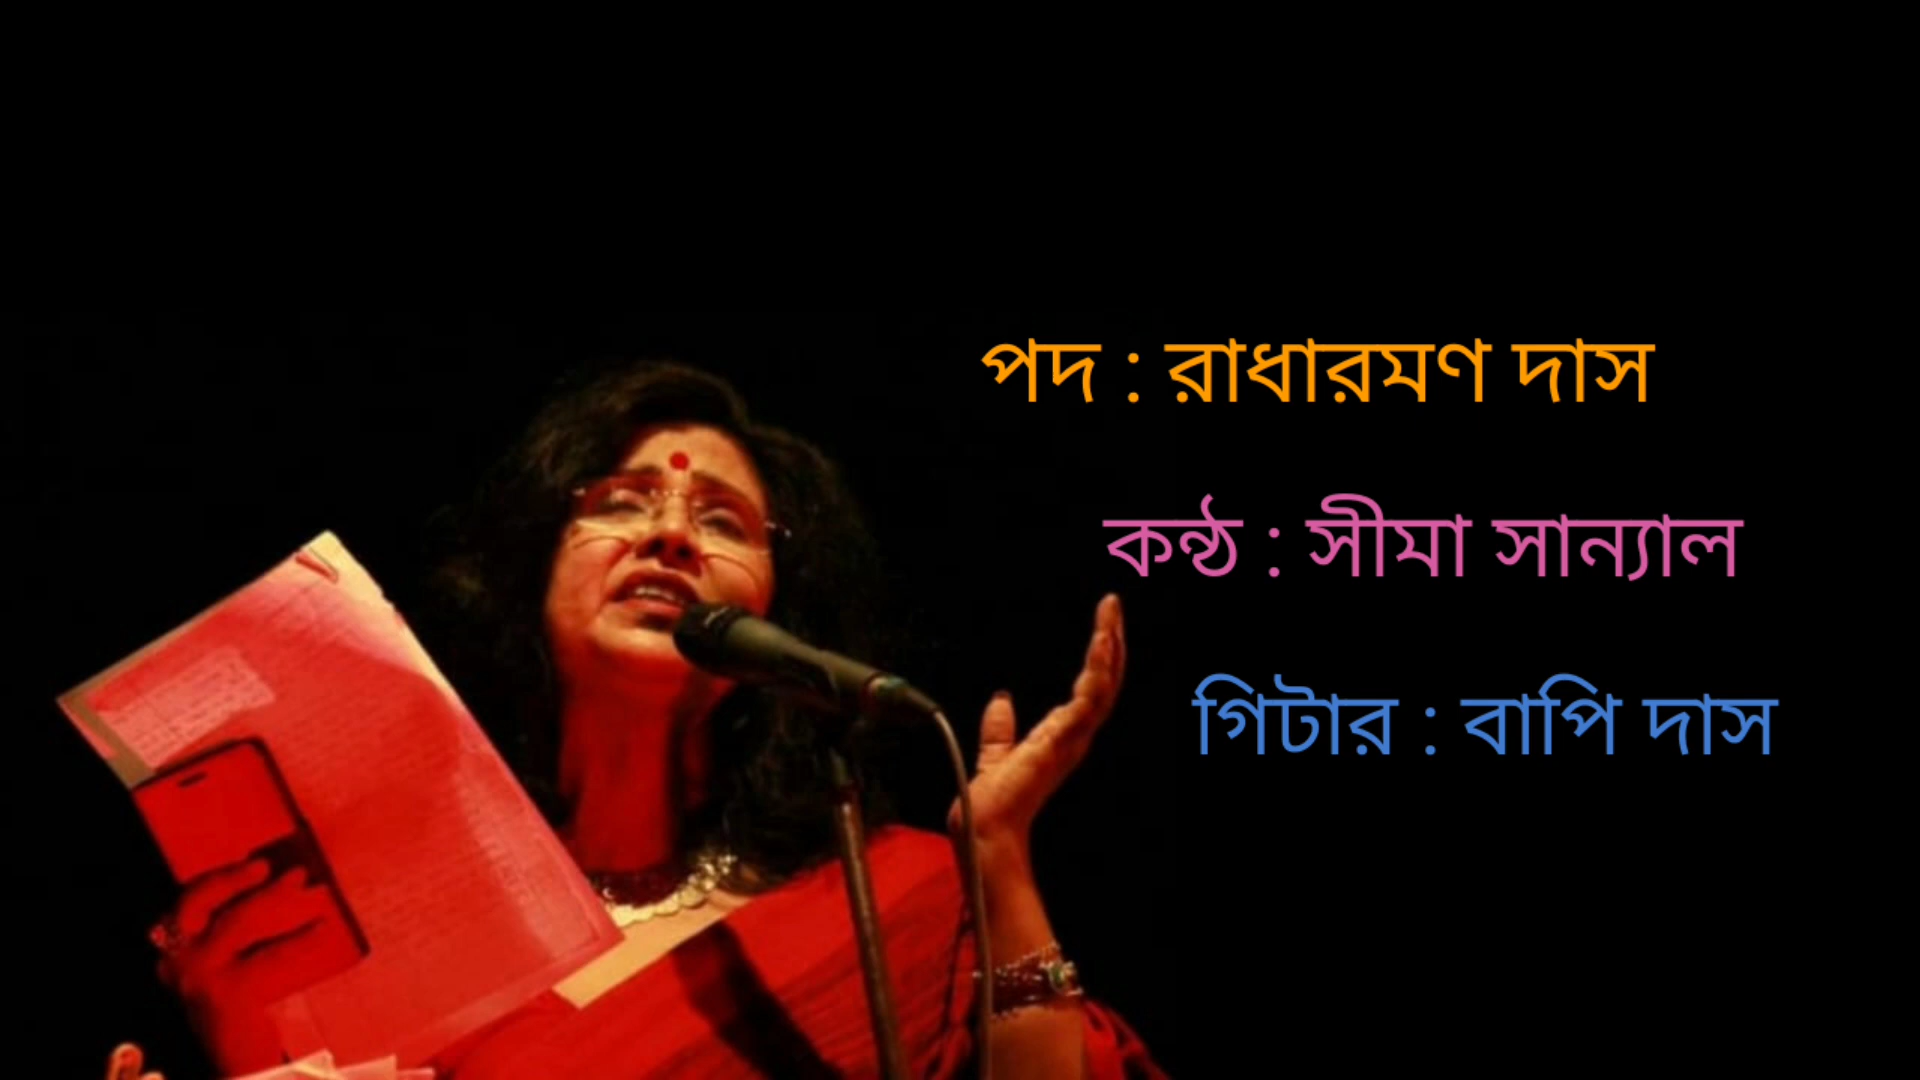 পদ : রাধারমণ দাস
কন্ঠ : সীমা সান্যাল
গিটার : বাপি দাস